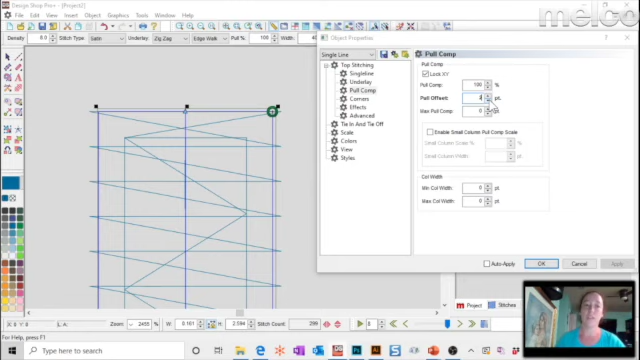 Design Shop Pro+ - [Project1]
melco
File Edit View Insert Object Stitch Tools Window Help
Density 8.0 Stitch Type Satin Underlay Zig Zag Edge Walk Pull% 100 Width
Object Properties
Single Line
Top Stitching
Singleline
Underlay
Pull Comp
Corners
Effects
Advanced
Tie In And Tie Off
Scale
Colors
View
Styles
Pull Comp
Pull Comp
Lock XY
Pull Comp: 100 %
Pull Offset: pt.
Max Pull Comp: 0 pt.
Enable Small Column Pull Comp Scale
Small Column Scale %
Small Column Width pt.
Col Width
Min Col Width 0 pt
Max Col Width 0 pt
Auto-Apply OK Cancel Apply
Project Stitches
X: 0 Y: 0 L: A: Zoom: 2455 W: 0.161 H: 2.594 Stitch Count: 299
For Help, press F1
Type here to search